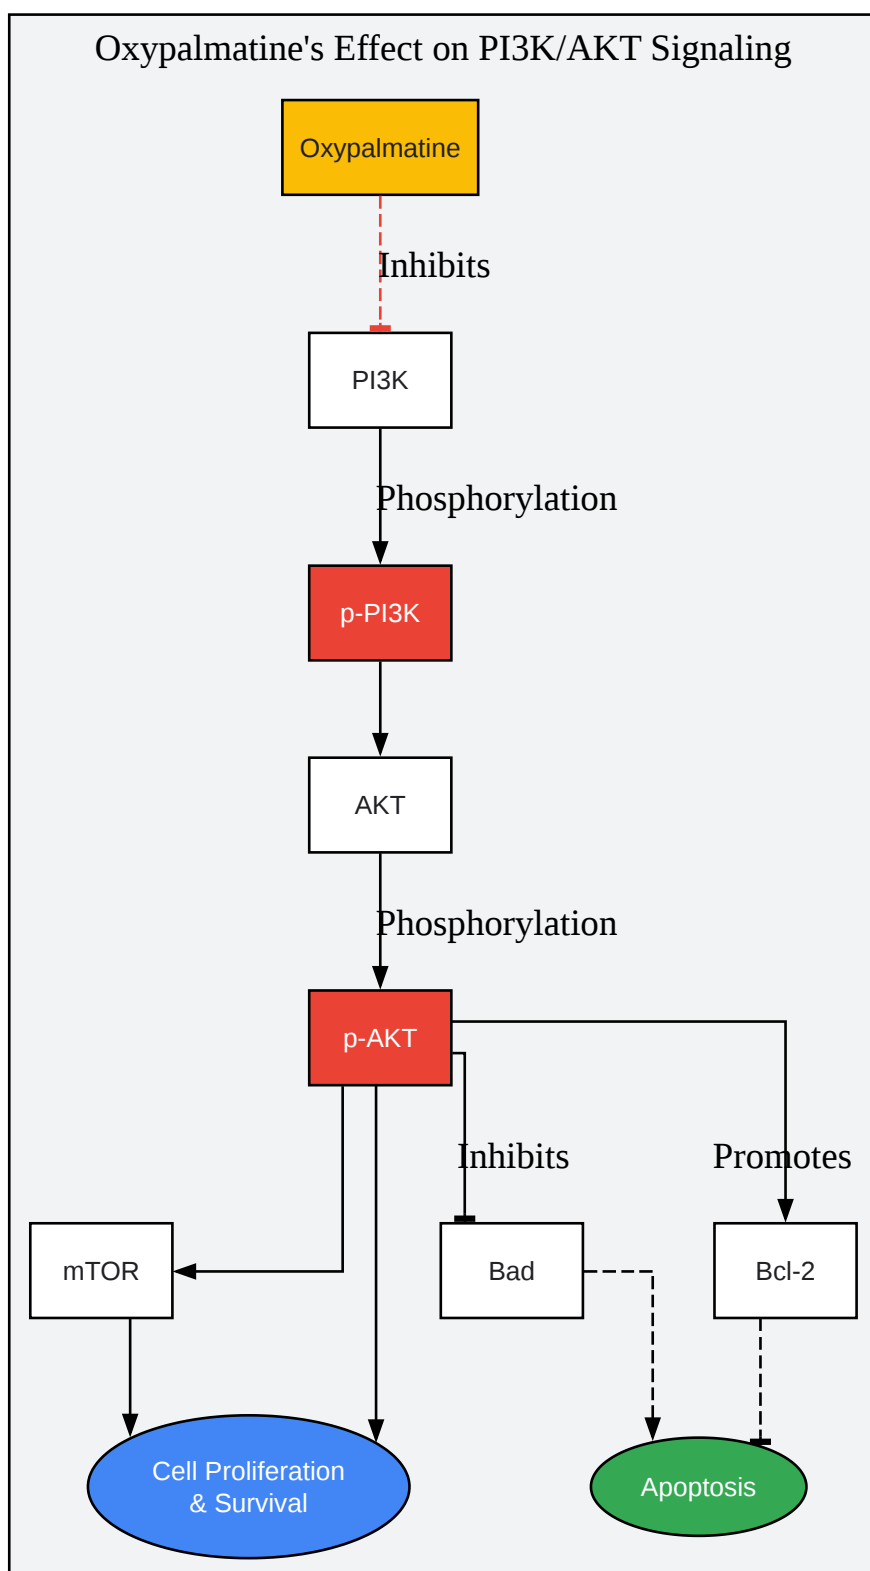 Oxypalmatine's Effect on PI3K/AKT Signaling
Oxypalmatine
Inhibits
PI3K
Phosphorylation
p-PI3K
AKT
Phosphorylation
p-AKT
Inhibits
Promotes
mTOR
Bad
Bcl-2
Cell Proliferation
& Survival
Apoptosis